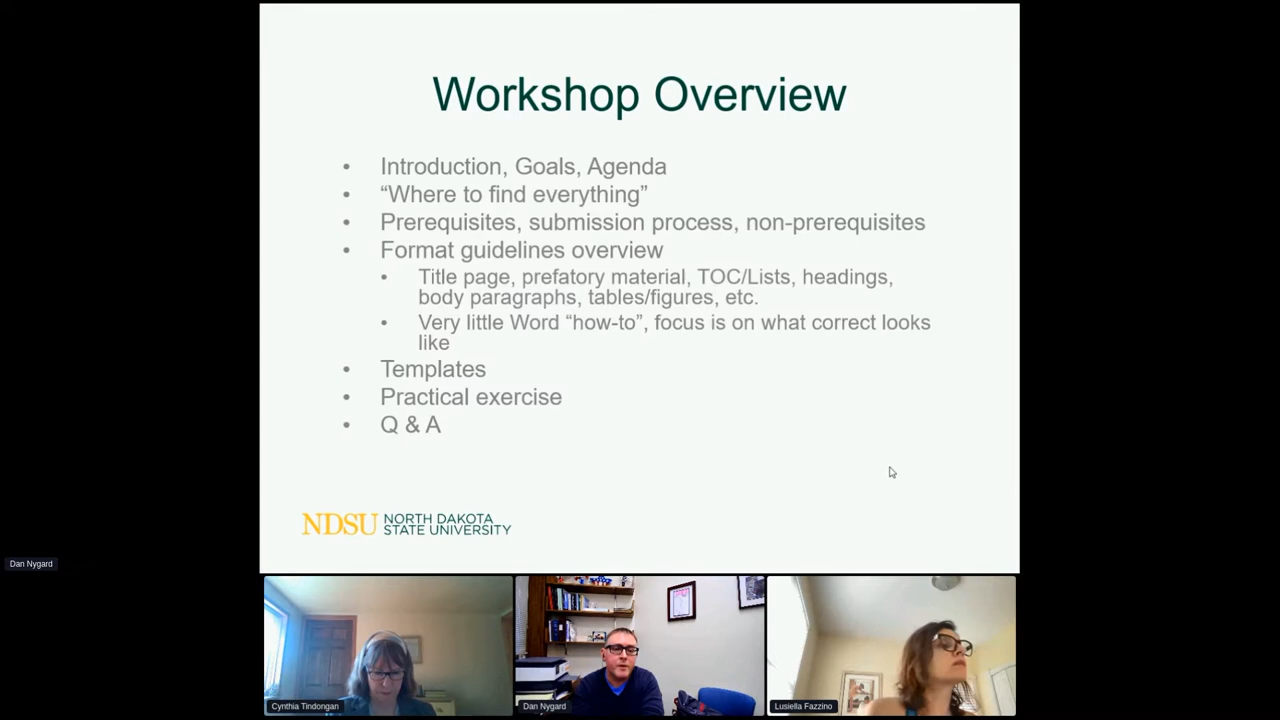 Workshop Overview
• Introduction, Goals, Agenda
• “Where to find everything”
• Prerequisites, submission process, non-prerequisites
• Format guidelines overview
• Title page, prefatory material, TOC/Lists, headings,
body paragraphs, tables/figures, etc.
• Very little Word “how-to”, focus is on what correct looks
like
• Templates
• Practical exercise
• Q & A
NDSU NORTH DAKOTA
STATE UNIVERSITY
Dan Nygard
Cynthia Tindongan
Dan Nygard
Lusiella Fazzino